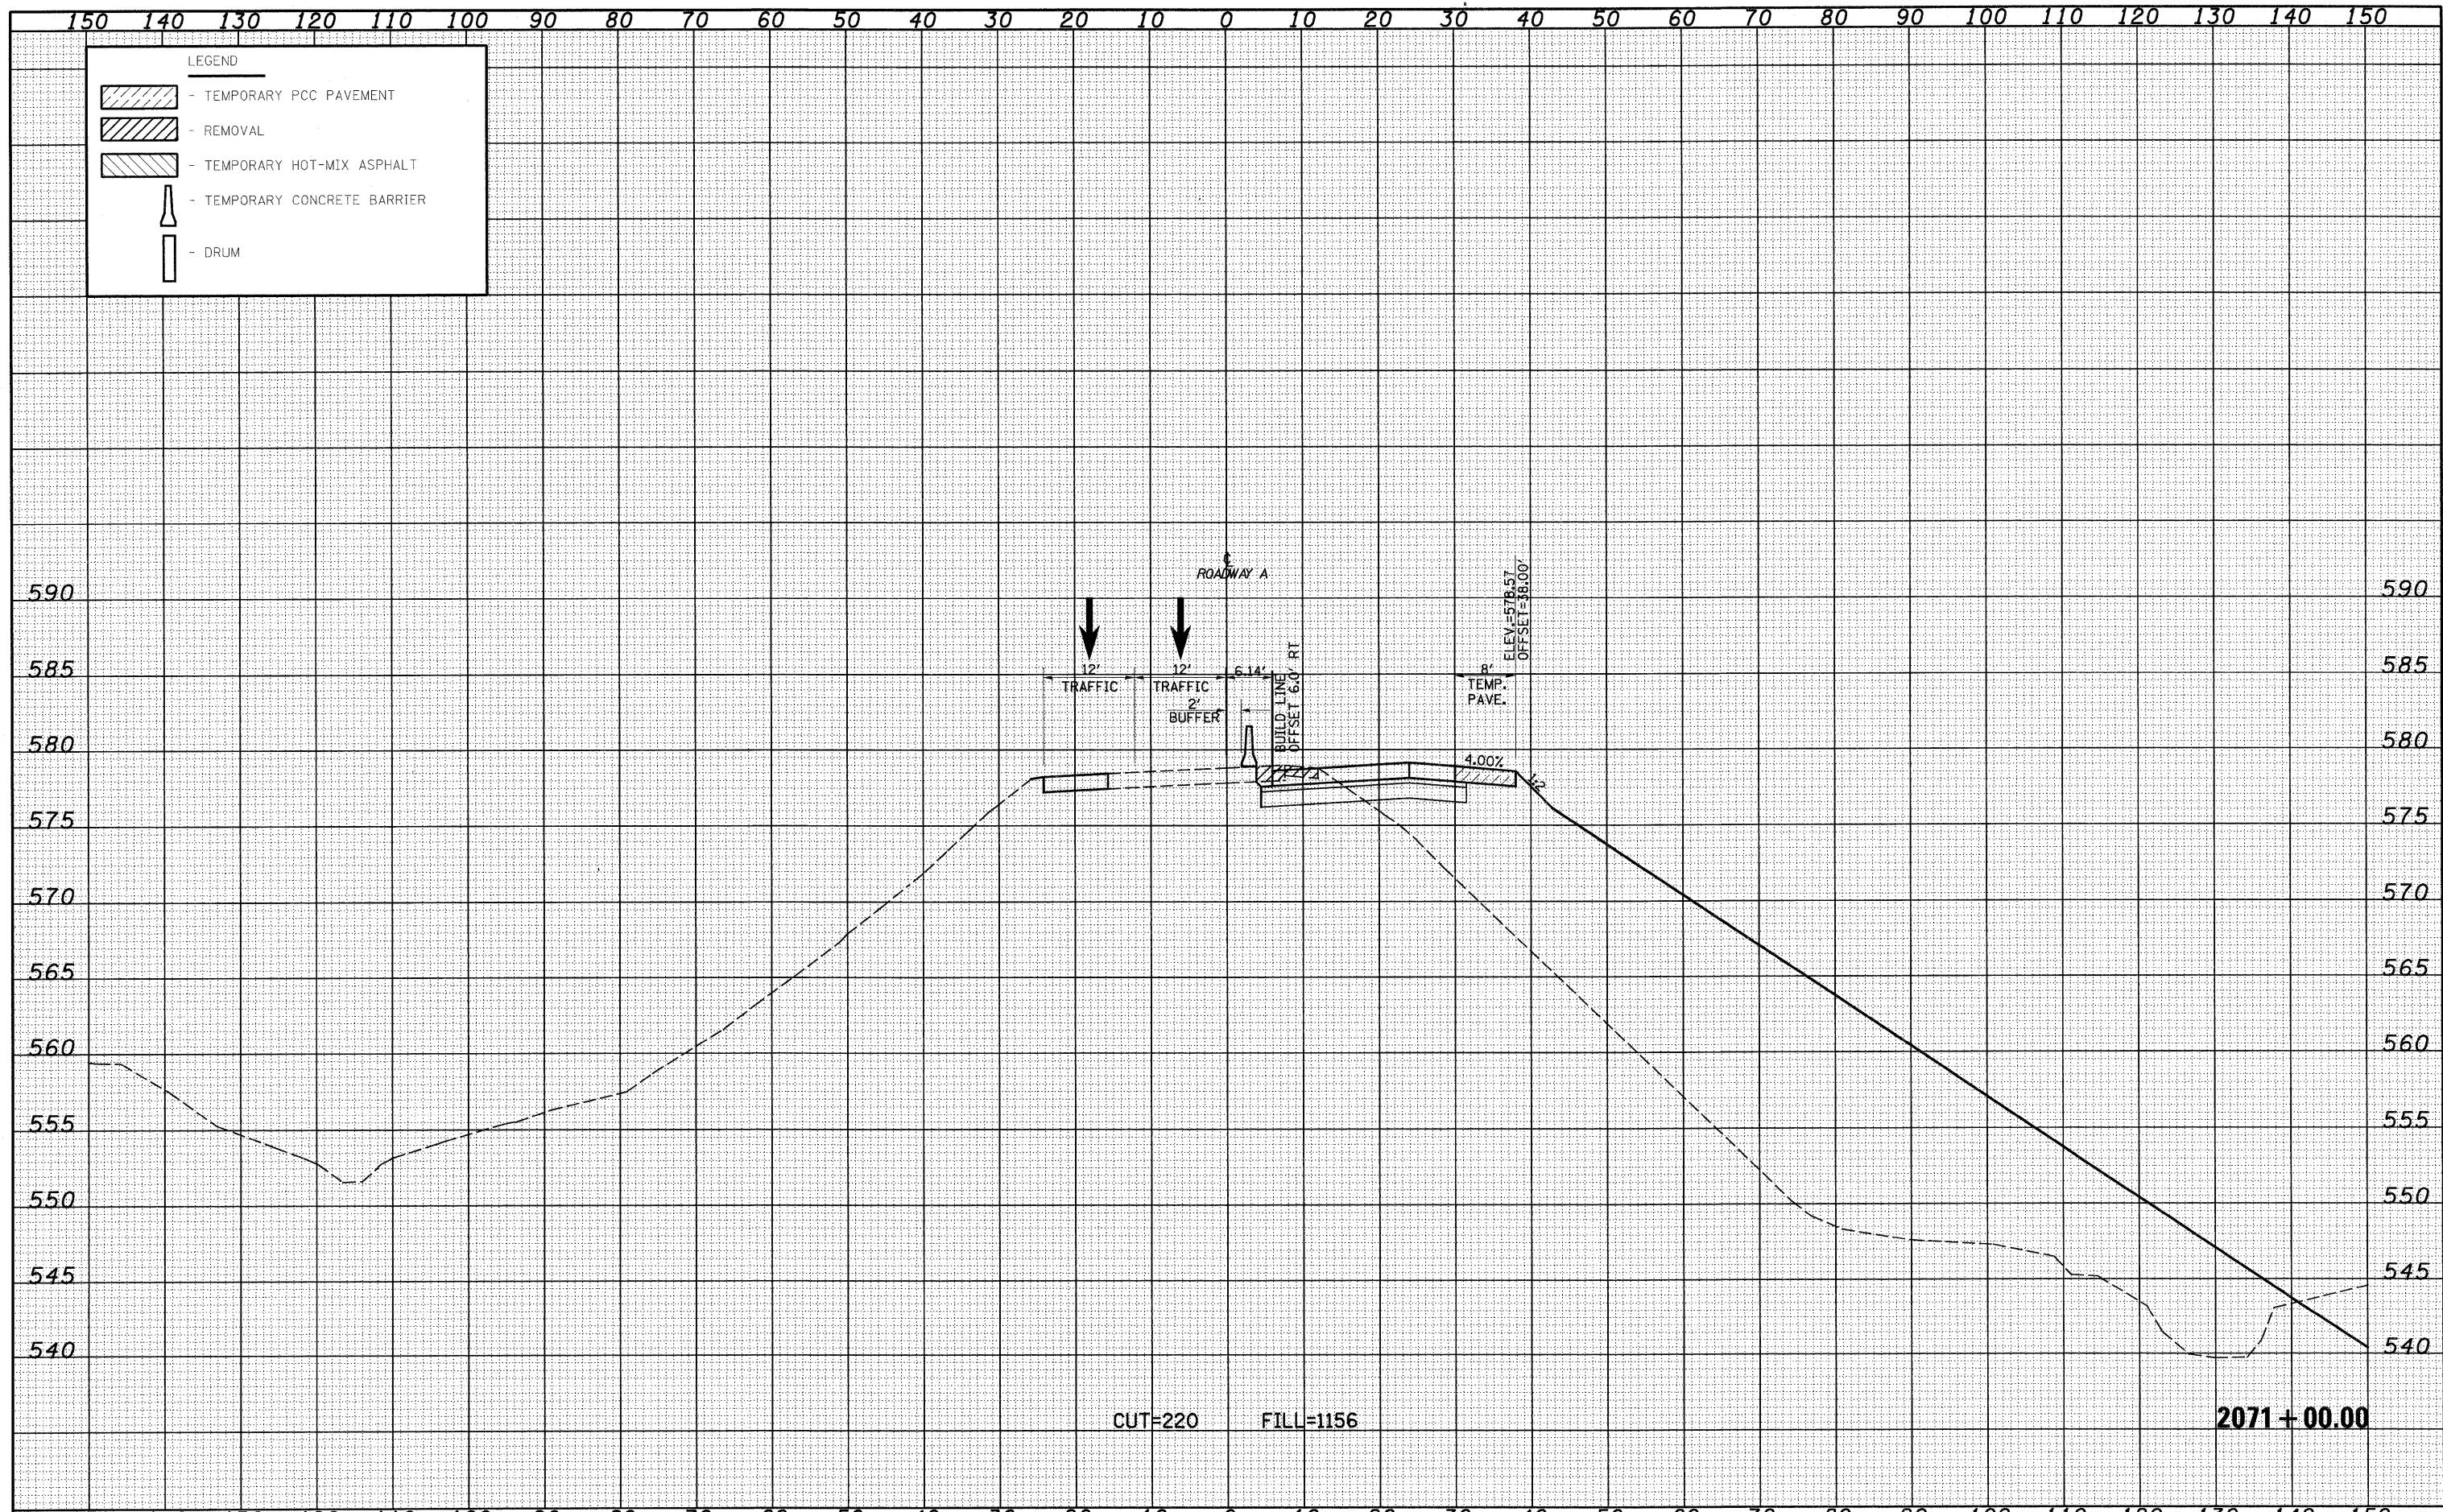 150 140 130 120 110 100 90 80 70 60 50 40 30 20 10 0 10 20 30 40 50 60 70 80 90 100 110 120 130 140 150
LEGEND
- TEMPORARY PCC PAVEMENT
- REMOVAL
- TEMPORARY HOT-MIX ASPHALT
- TEMPORARY CONCRETE BARRIER
- DRUM
℄
ROADWAY A
590
590
ELEV.=578.57
OFFSET=38.00'
585
12'
TRAFFIC
12'
TRAFFIC
6.14'
2'
BUFFER
BUILD LINE
OFFSET 6.0' RT
8'
TEMP.
PAVE.
585
580
580
4.00%
1:2
575
575
570
570
565
565
560
560
555
555
550
550
545
545
540
540
CUT=220 FILL=1156
2071+00.00